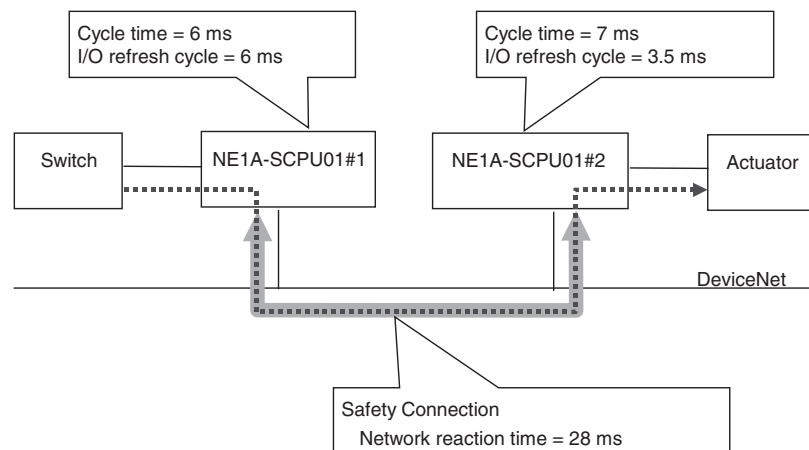 Cycle time = 6 ms
I/O refresh cycle = 6 ms
Cycle time = 7 ms
I/O refresh cycle = 3.5 ms
Switch
NE1A-SCPU01#1
NE1A-SCPU01#2
Actuator
DeviceNet
Safety Connection
Network reaction time = 28 ms